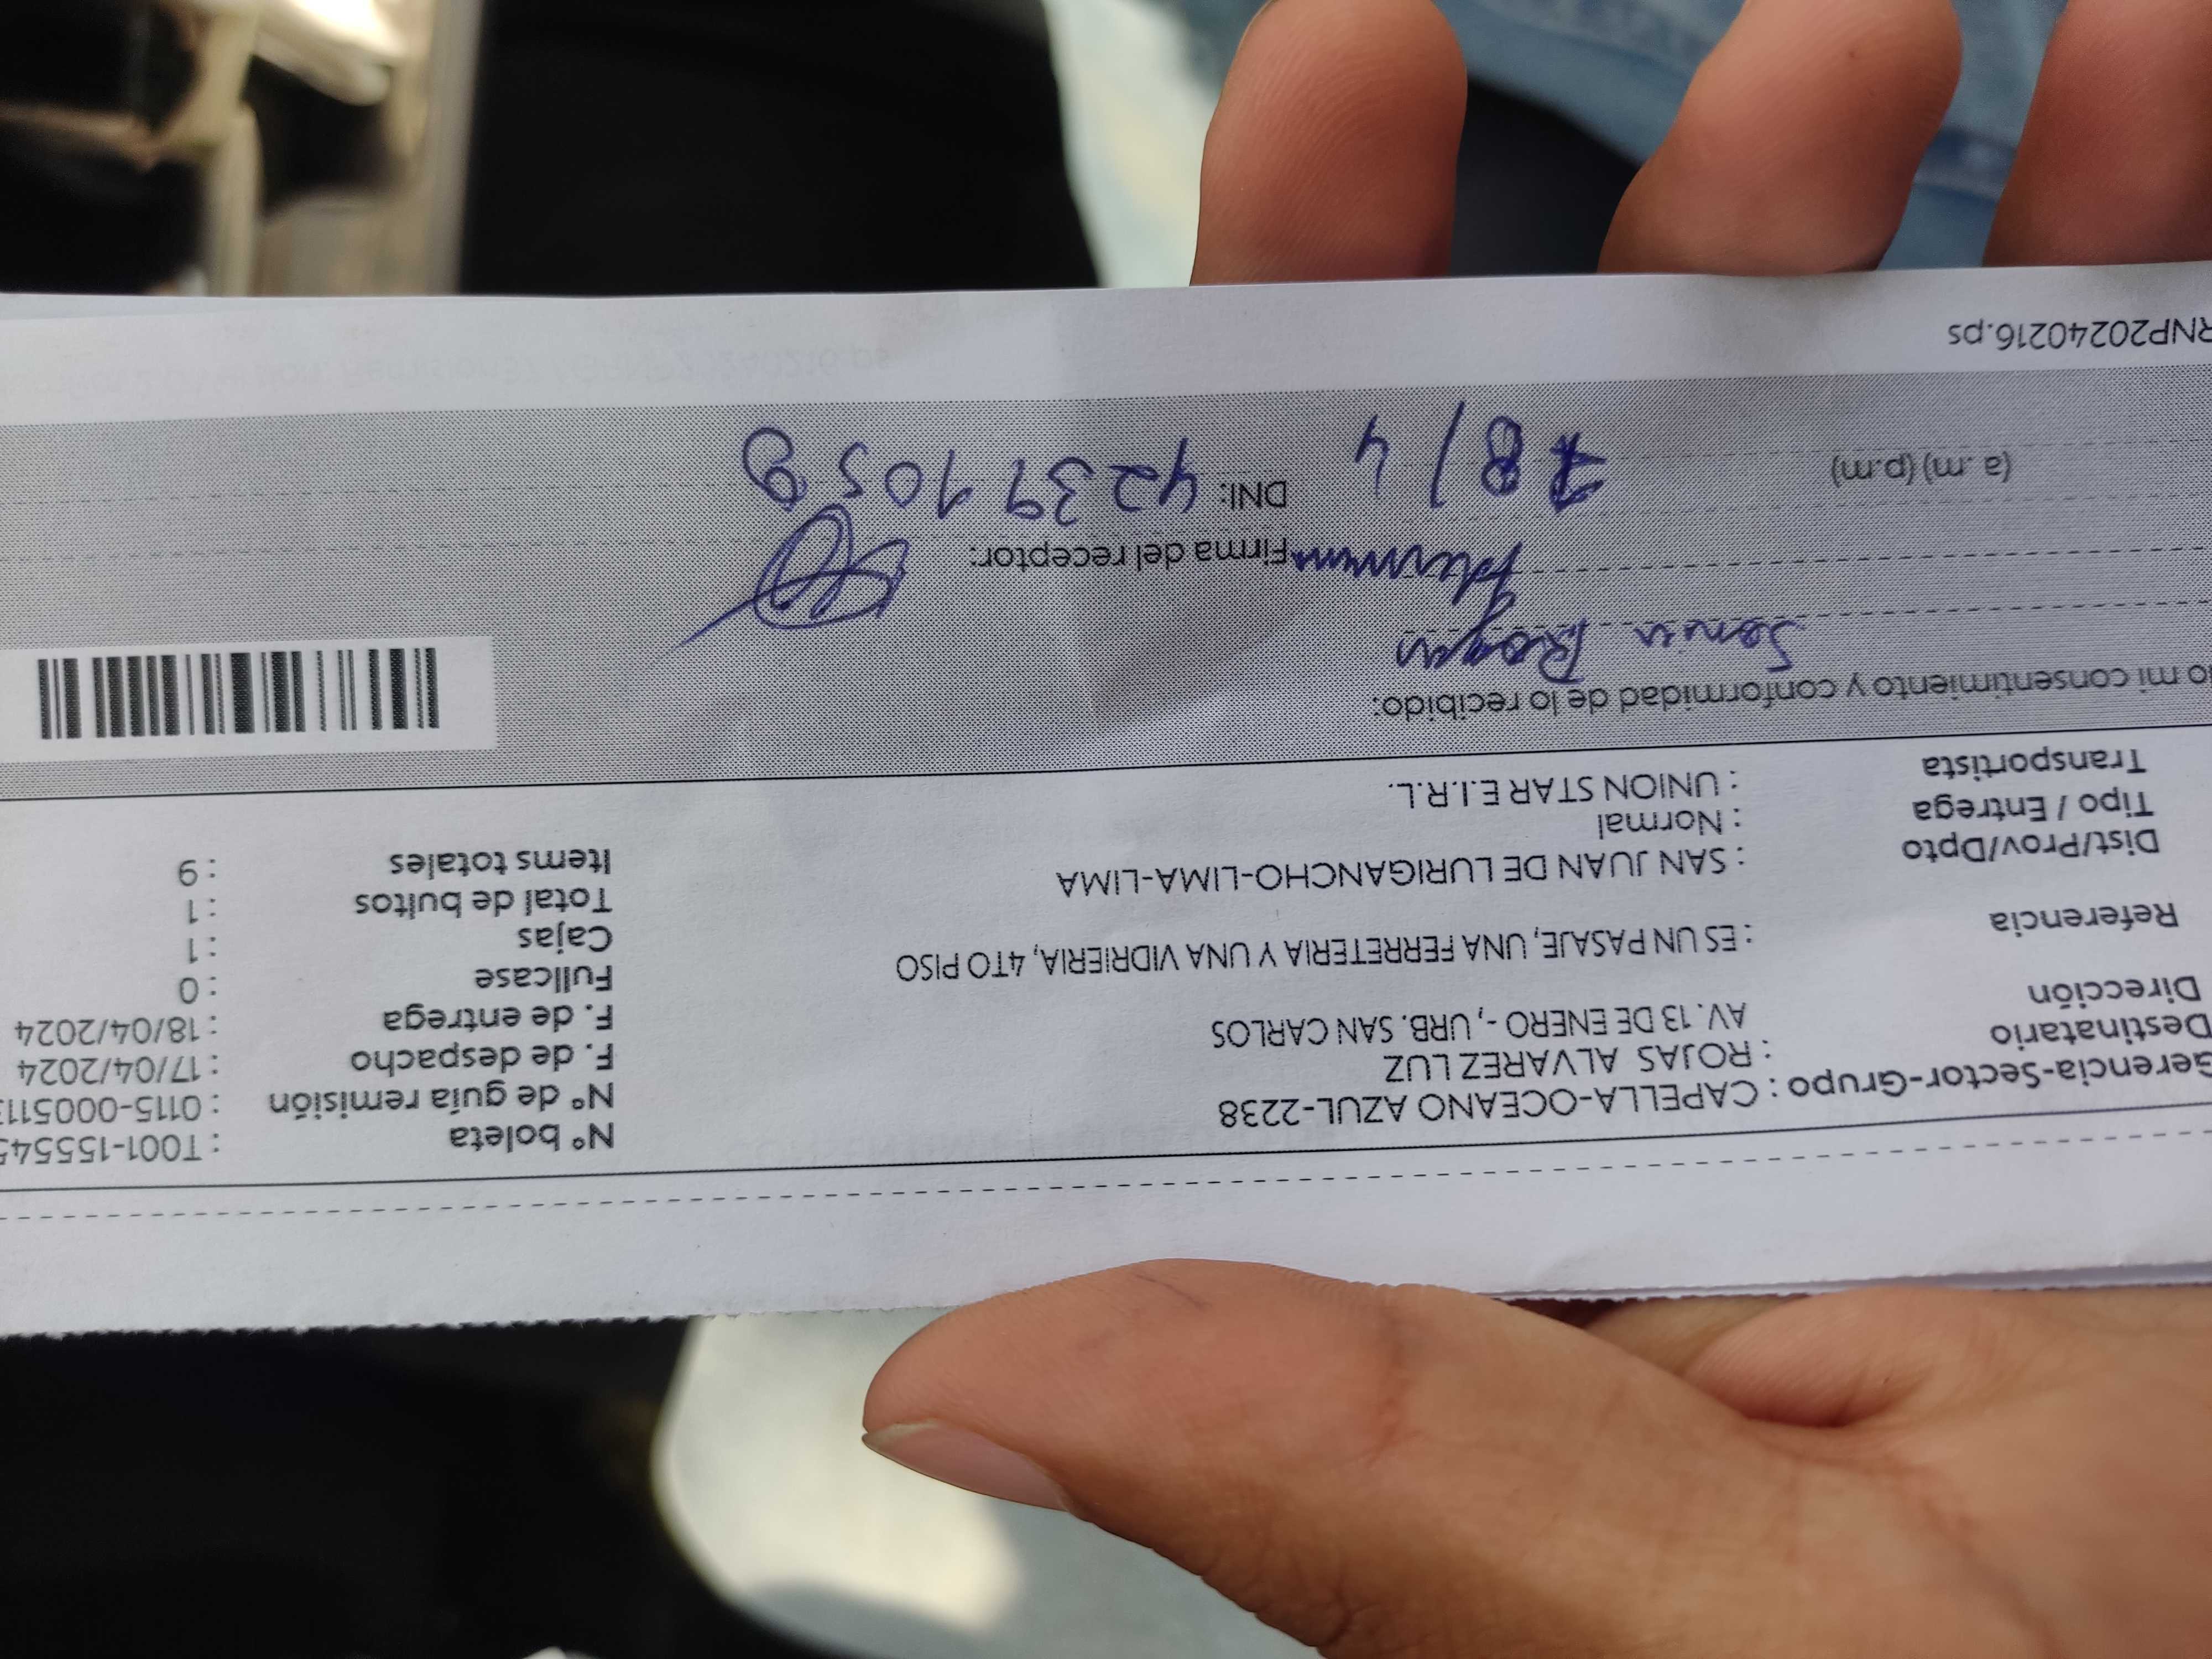 Gerencia-Sector-Grupo : CAPELLA-OCEANO AZUL-2238
Destinatario : ROJAS ALVAREZ LUZ
Dirección AV. 13 DE ENERO -, URB. SAN CARLOS
Referencia : ES UN PASAJE, UNA FERRETERIA Y UNA VIDRIERIA, 4TO PISO
Dist/Prov/Dpto : SAN JUAN DE LURIGANCHO-LIMA-LIMA
Tipo / Entrega : Normal
Transportista : UNION STAR E.I.R.L.
N° boleta : T001-155545
N° de guía remisión : 0115-000511
F. de despacho : 17/04/2024
F. de entrega : 18/04/2024
Fullcase : 0
Cajas : 1
Total de bultos : 1
Items totales : 9
mi consentimiento y conformidad de lo recibido:
Rojas
Firma del receptor:
(a. m) (p.m) 18/4 DNI: 42391058
RNP20240216.ps